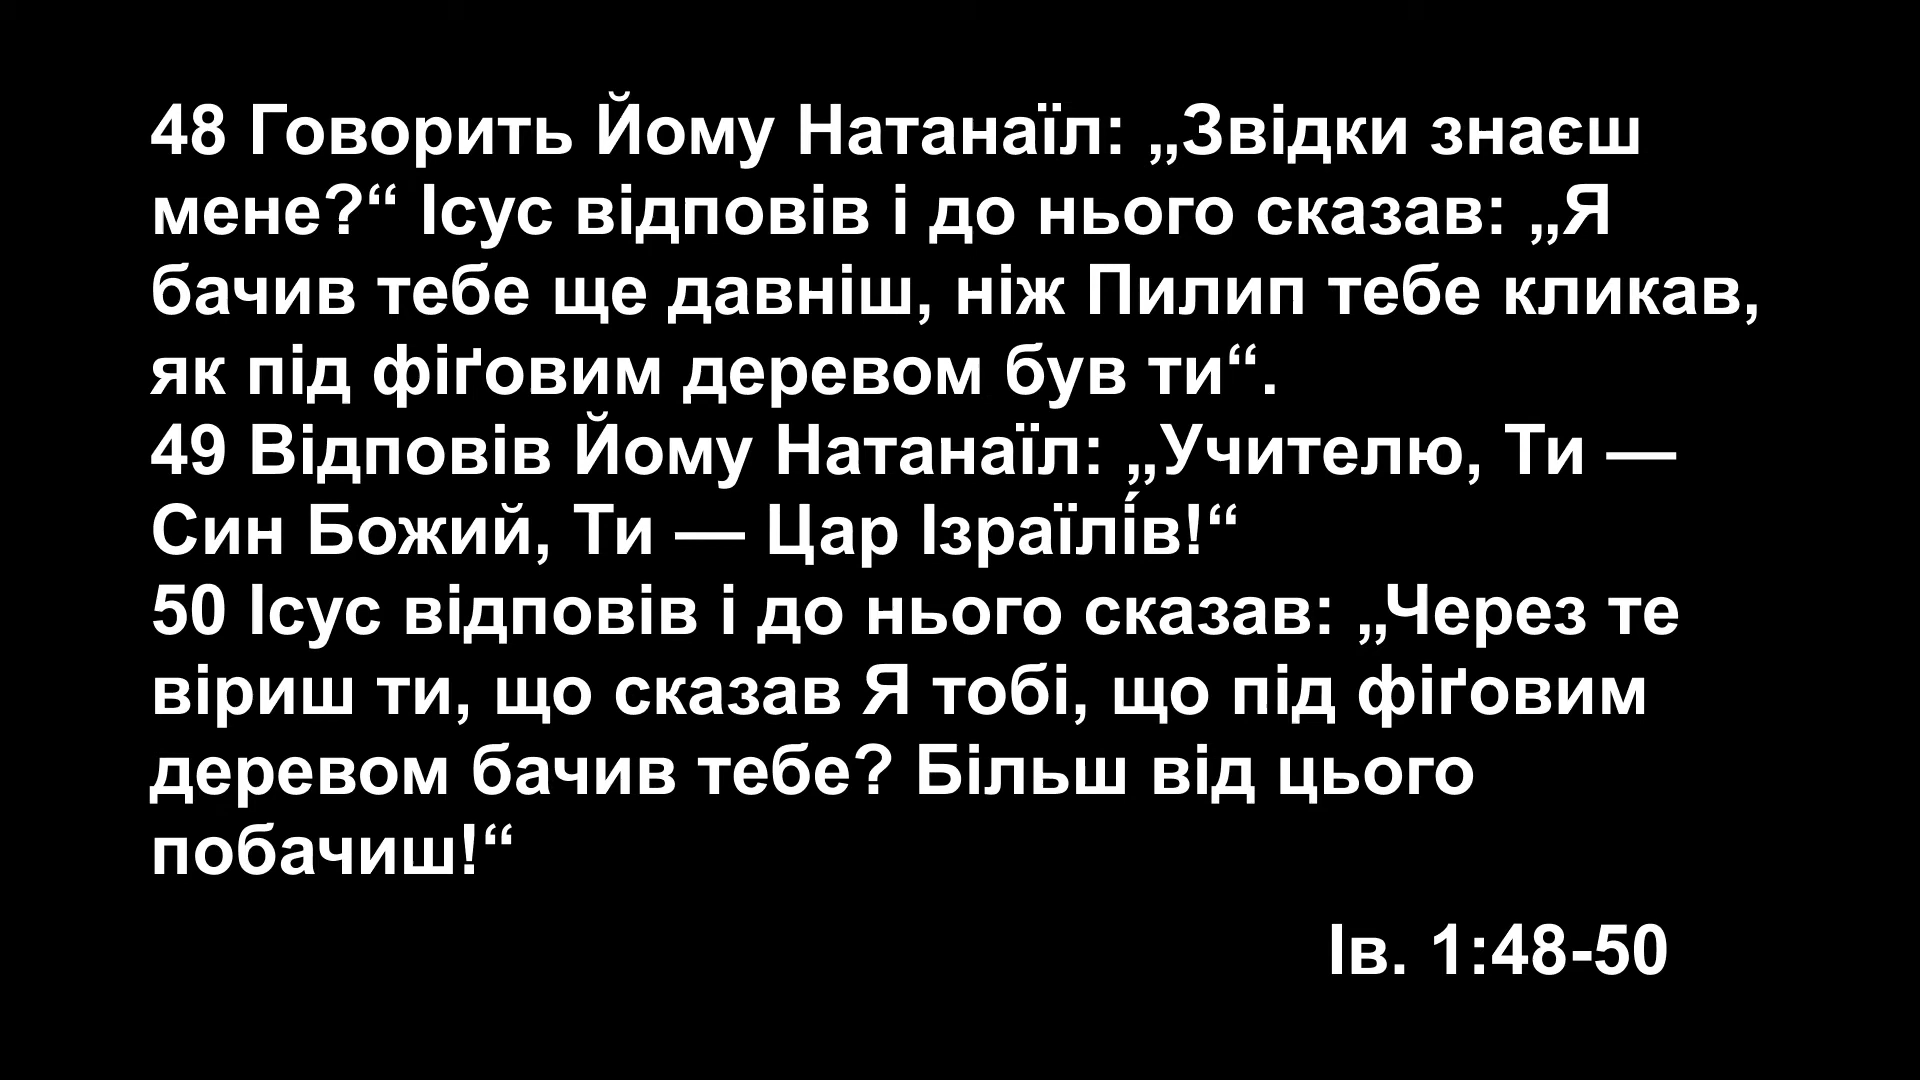 48 Говорить Йому Натанаїл: „Звідки знаєш
мене?“ Ісус відповів і до нього сказав: „Я
бачив тебе ще давніш, ніж Пилип тебе кликав,
як під фіґовим деревом був ти“.
49 Відповів Йому Натанаїл: „Учителю, Ти —
Син Божий, Ти — Цар Ізраїлі́в!“
50 Ісус відповів і до нього сказав: „Через те
віриш ти, що сказав Я тобі, що під фіґовим
деревом бачив тебе? Більш від цього
побачиш!“
Ів. 1:48-50